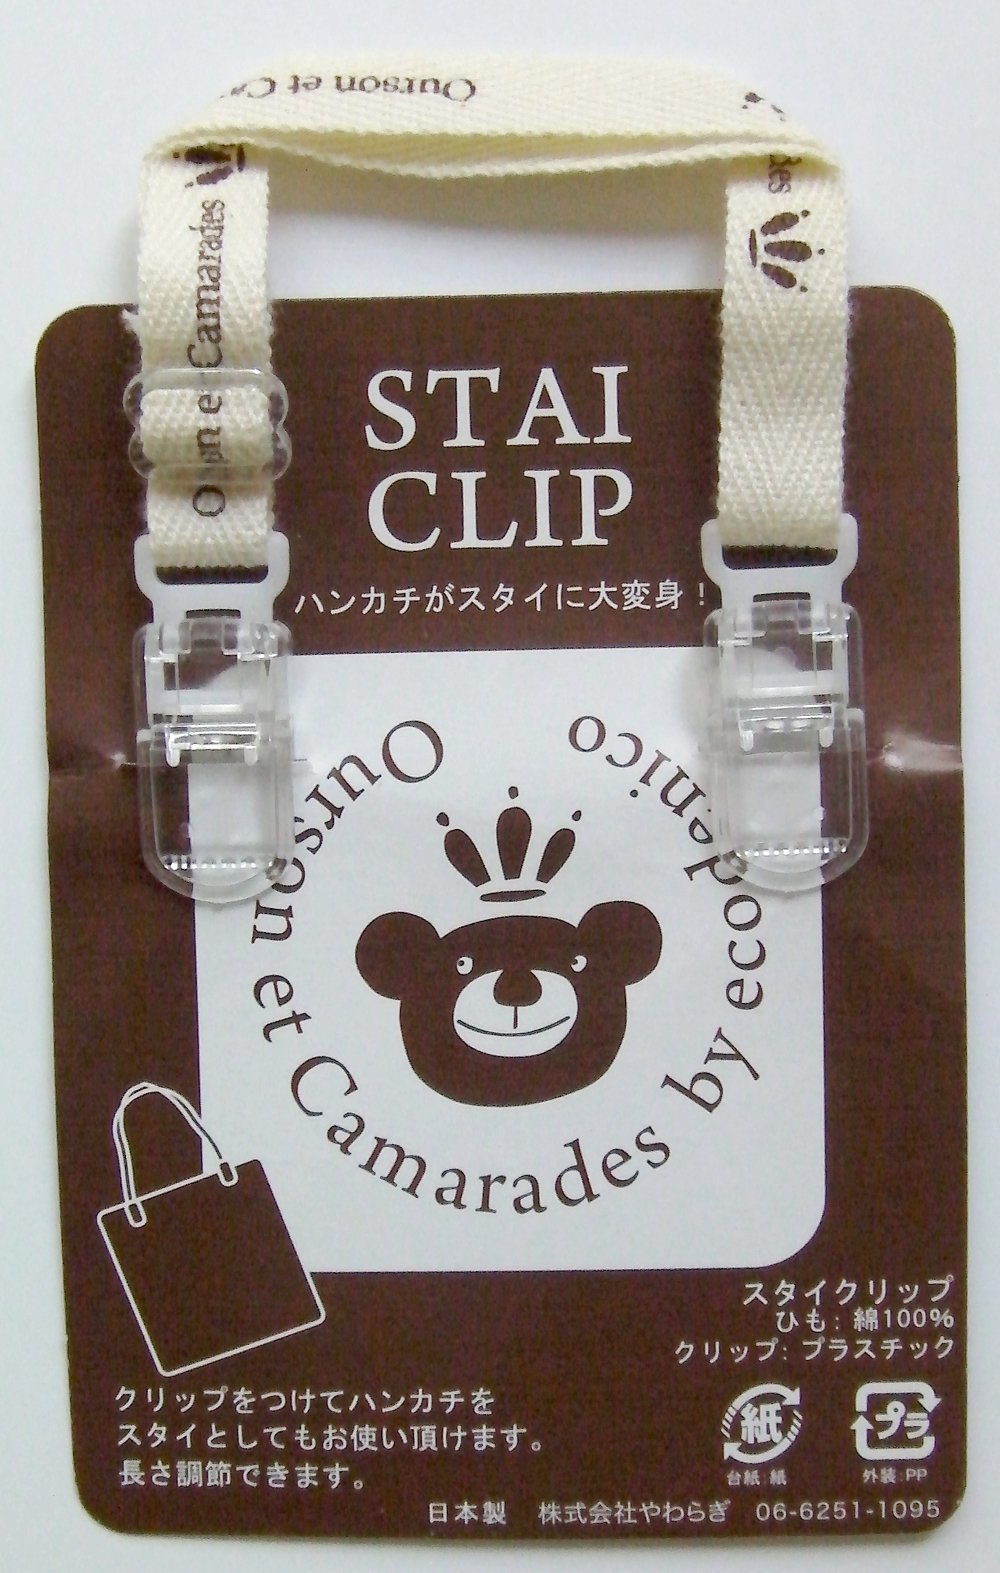 Ourson et C
Camarades
des
STAI
CLIP
ハンカチがスタイに大変身！
Ourson et Camarades by ecodenico
スタイクリップ
ひも: 綿100%
クリップ: プラスチック
クリップをつけてハンカチを
スタイとしてもお使い頂けます。
長さ調節できます。
紙
プラ
台紙:紙
外装:PP
日本製 株式会社やわらぎ 06-6251-1095